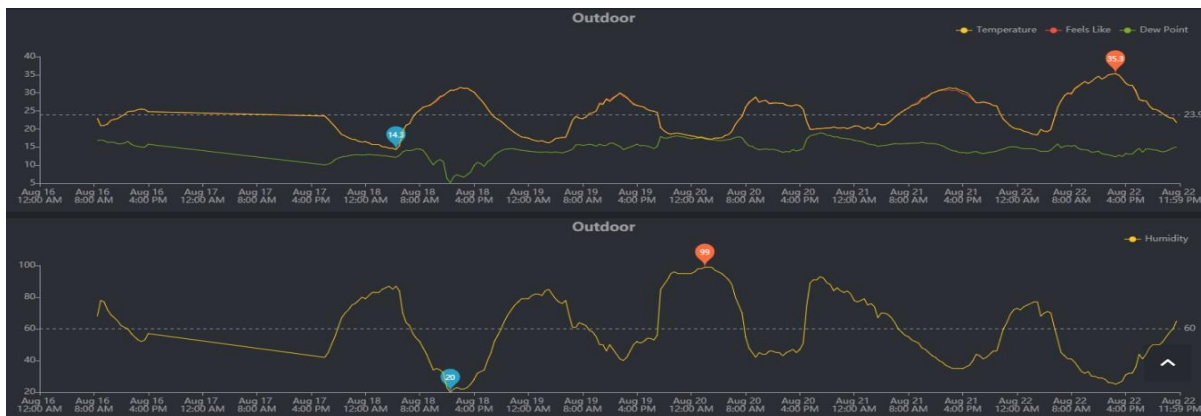 Outdoor
Temperature Feels Like Dew Point
40
35.3
35
30
25
23.9
20
14.2
15
10
5
Aug 16 Aug 16 Aug 16 Aug 17 Aug 17 Aug 17 Aug 18 Aug 18 Aug 18 Aug 19 Aug 19 Aug 19 Aug 20 Aug 20 Aug 20 Aug 21 Aug 21 Aug 21 Aug 22 Aug 22 Aug 22 Aug 22
12:00 AM 8:00 AM 4:00 PM 12:00 AM 8:00 AM 4:00 PM 12:00 AM 8:00 AM 4:00 PM 12:00 AM 8:00 AM 4:00 PM 12:00 AM 8:00 AM 4:00 PM 12:00 AM 8:00 AM 4:00 PM 12:00 AM 8:00 AM 4:00 PM 11:59 PM
Outdoor
Humidity
100
99
80
60
60
40
20
20
Aug 16 Aug 16 Aug 16 Aug 17 Aug 17 Aug 17 Aug 18 Aug 18 Aug 18 Aug 19 Aug 19 Aug 19 Aug 20 Aug 20 Aug 20 Aug 21 Aug 21 Aug 21 Aug 22 Aug 22 Aug 22 Aug 22
12:00 AM 8:00 AM 4:00 PM 12:00 AM 8:00 AM 4:00 PM 12:00 AM 8:00 AM 4:00 PM 12:00 AM 8:00 AM 4:00 PM 12:00 AM 8:00 AM 4:00 PM 12:00 AM 8:00 AM 4:00 PM 12:00 AM 8:00 AM 4:00 PM 11:59 PM